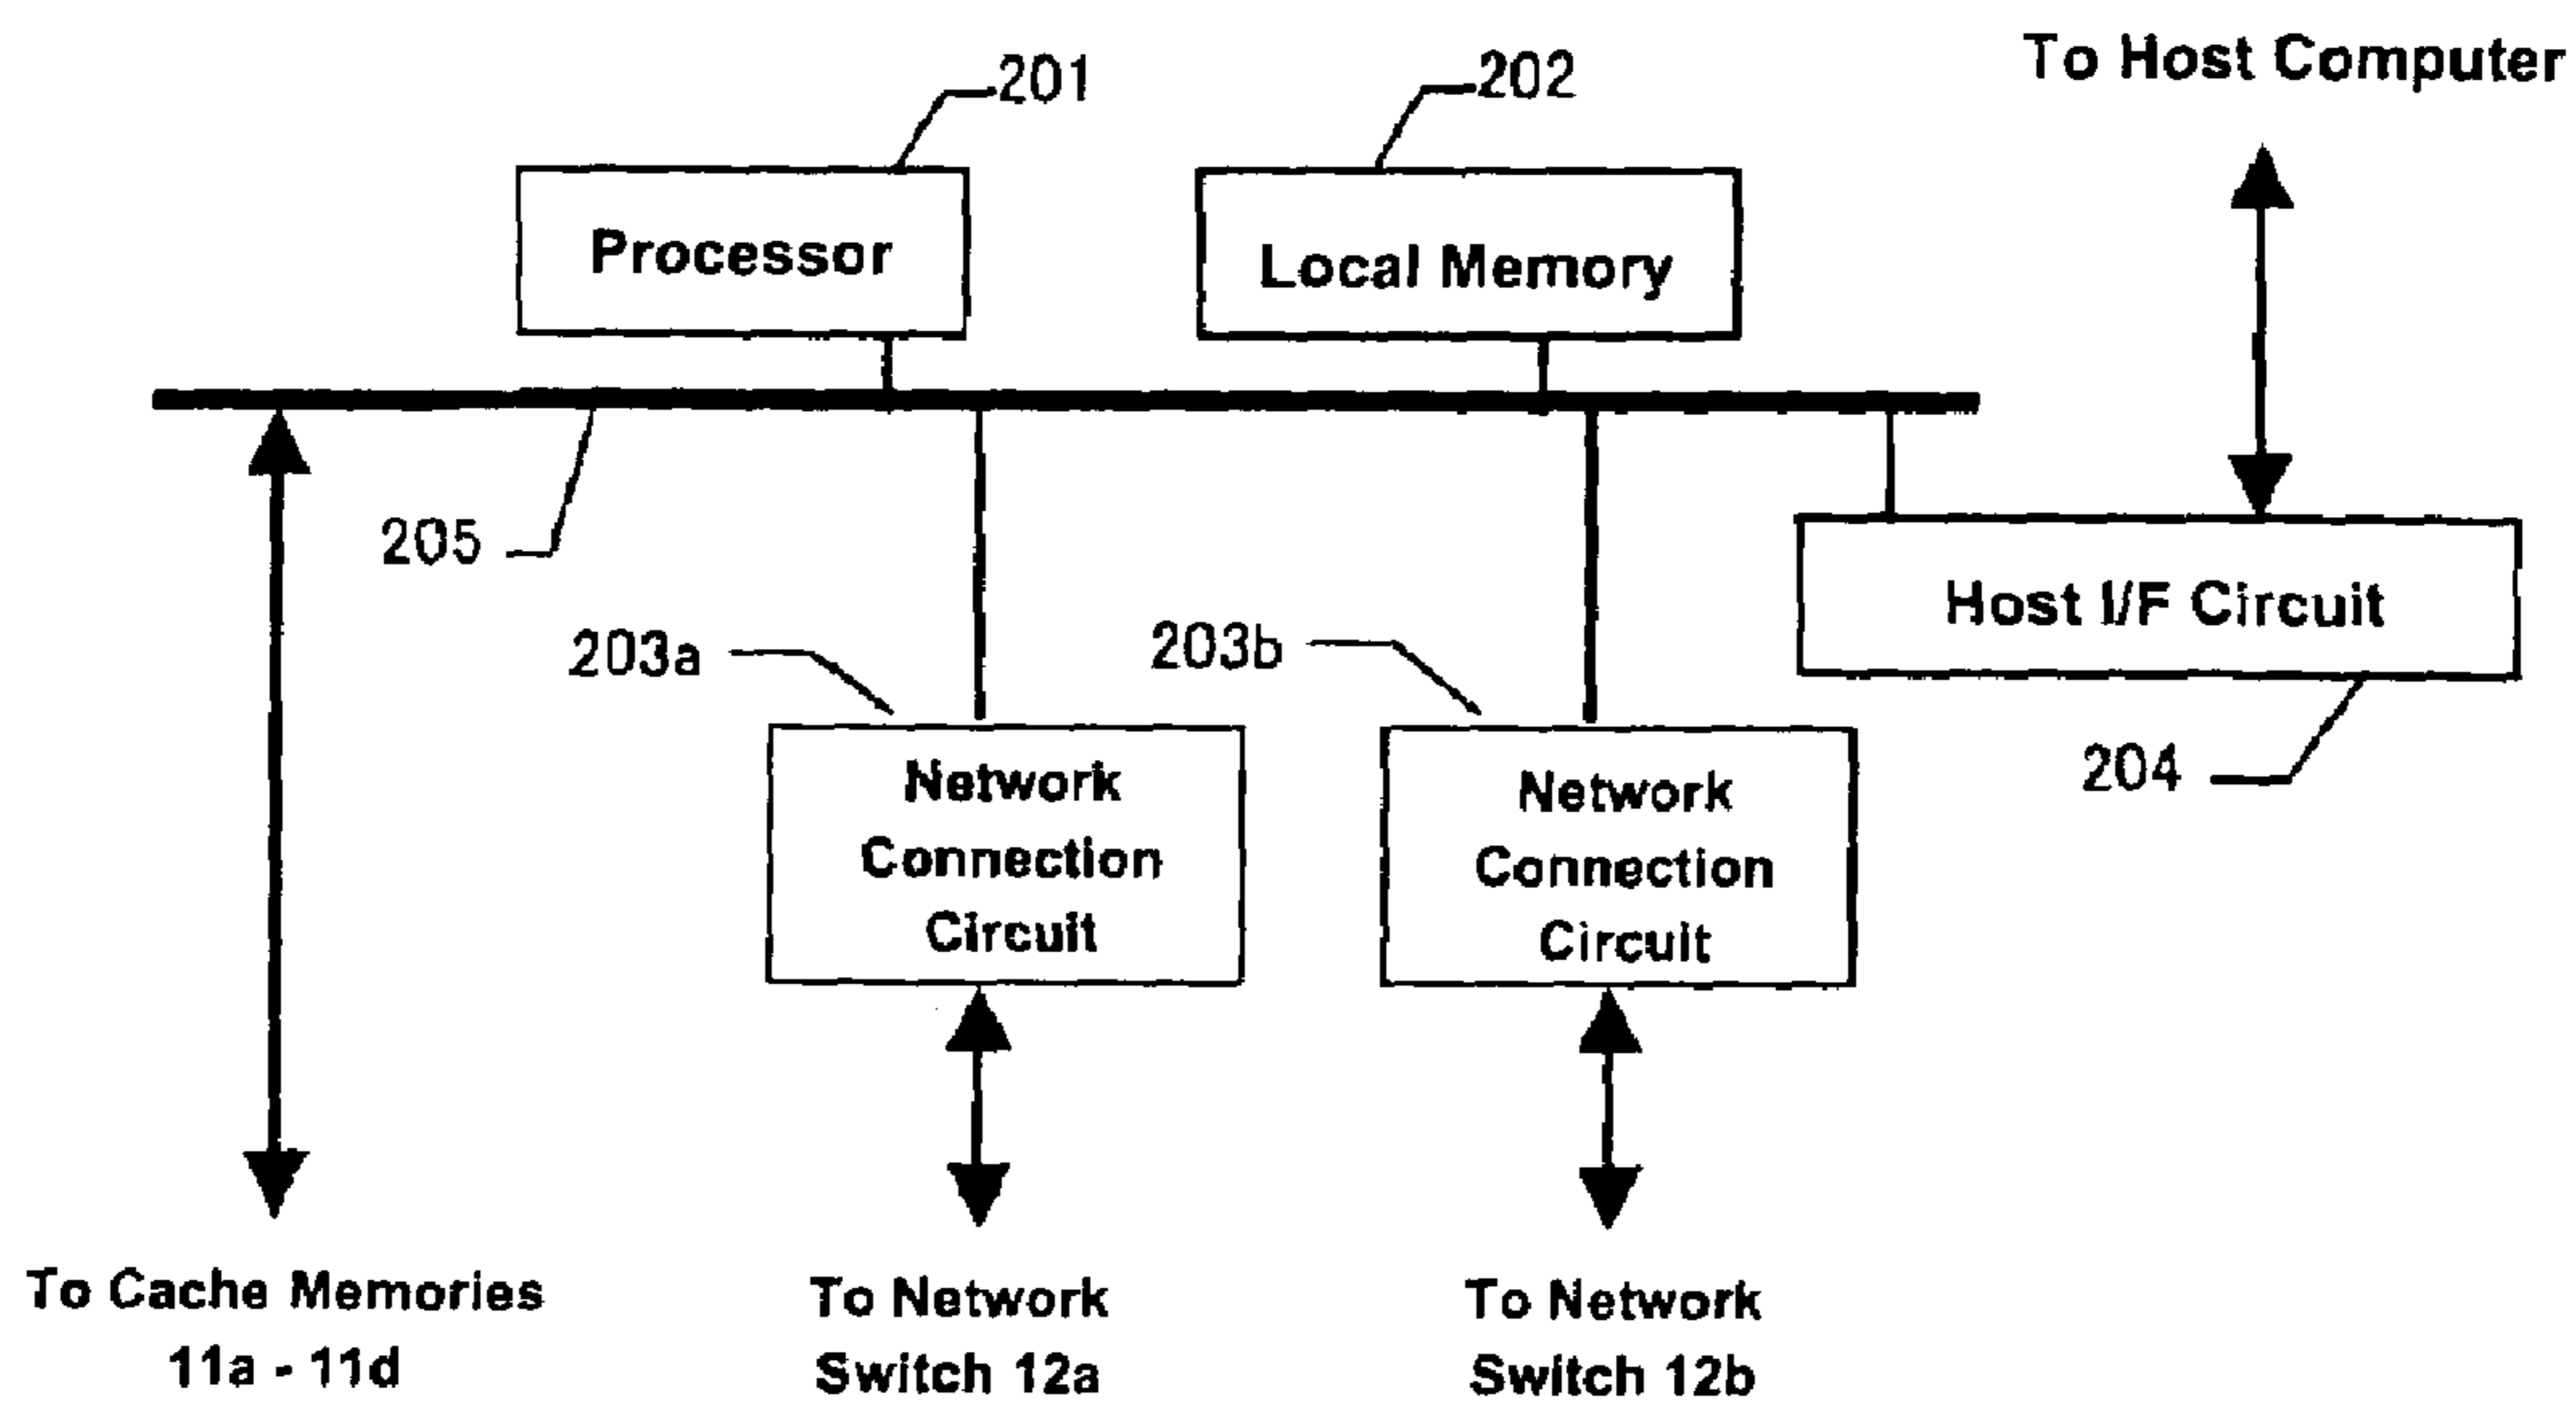 201
202
To Host Computer
Processor
Local Memory
205
Host I/F Circuit
203a
203b
204
Network
Connection
Circuit
Network
Connection
Circuit
To Cache Memories
11a - 11d
To Network
Switch 12a
To Network
Switch 12b